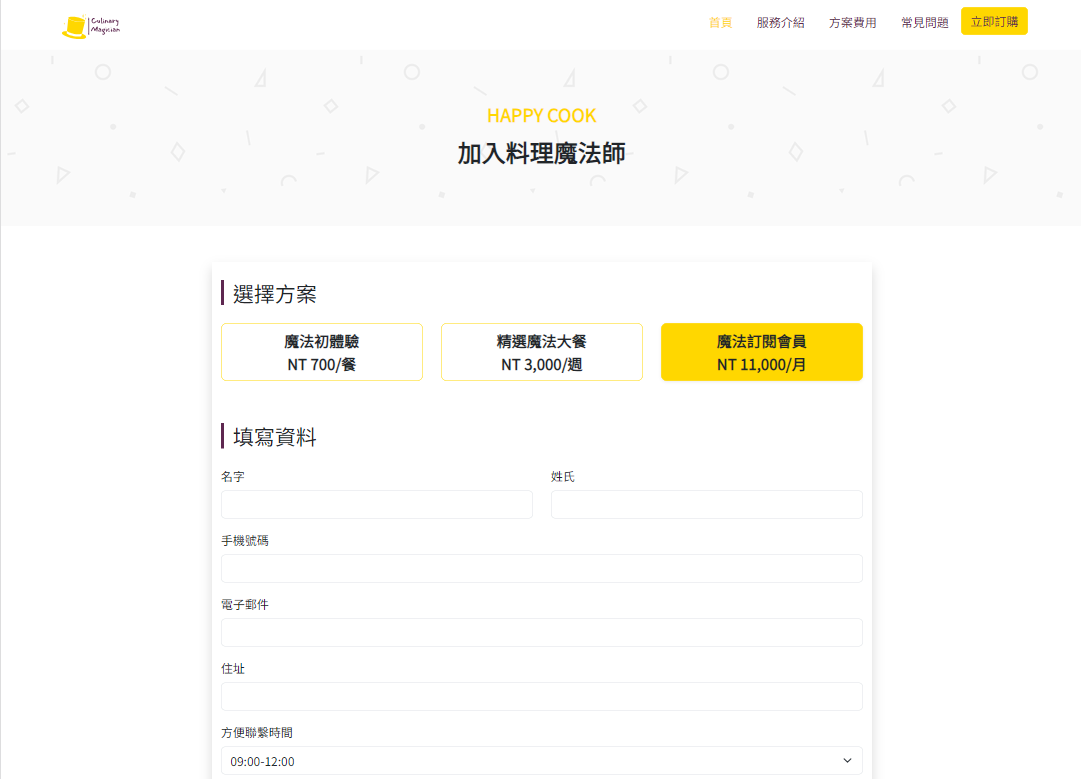 Culinary
Magician
首頁
服務介紹
方案費用
常見問題
立即訂購
HAPPY COOK
加入料理魔法師
選擇方案
魔法初體驗
NT 700/餐
精選魔法大餐
NT 3,000/週
魔法訂閱會員
NT 11,000/月
填寫資料
名字
姓氏
手機號碼
電子郵件
住址
方便聯繫時間
09:00-12:00